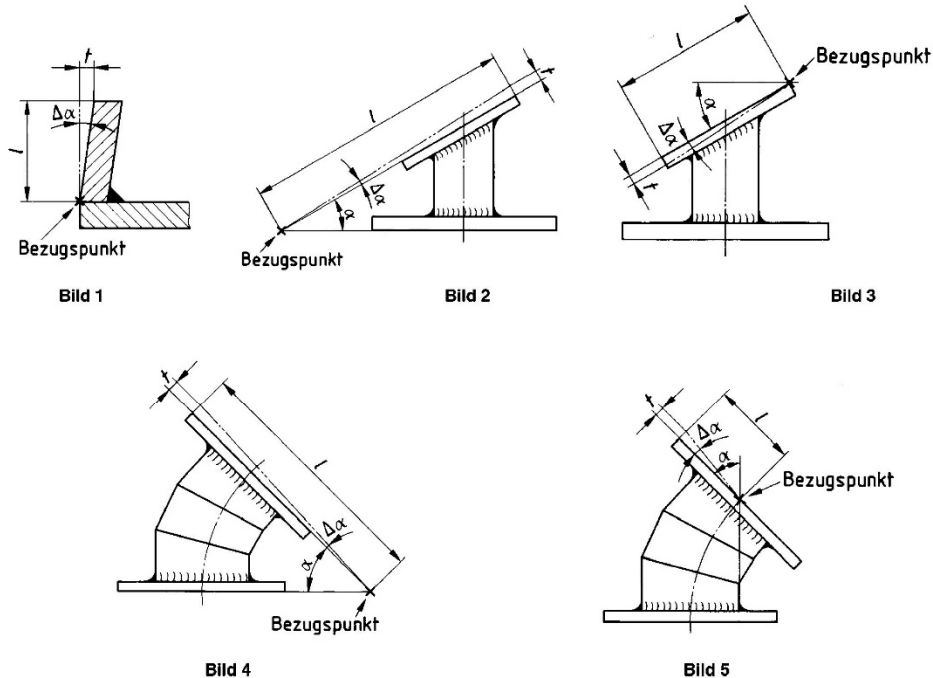 t
Δα
l
Bezugspunkt
Bild 1
l
t
Δα
α
Bezugspunkt
Bild 2
l
Bezugspunkt
α
Δα
t
Bild 3
t
l
Δα
α
Bezugspunkt
Bild 4
t
l
Δα
α
Bezugspunkt
Bild 5